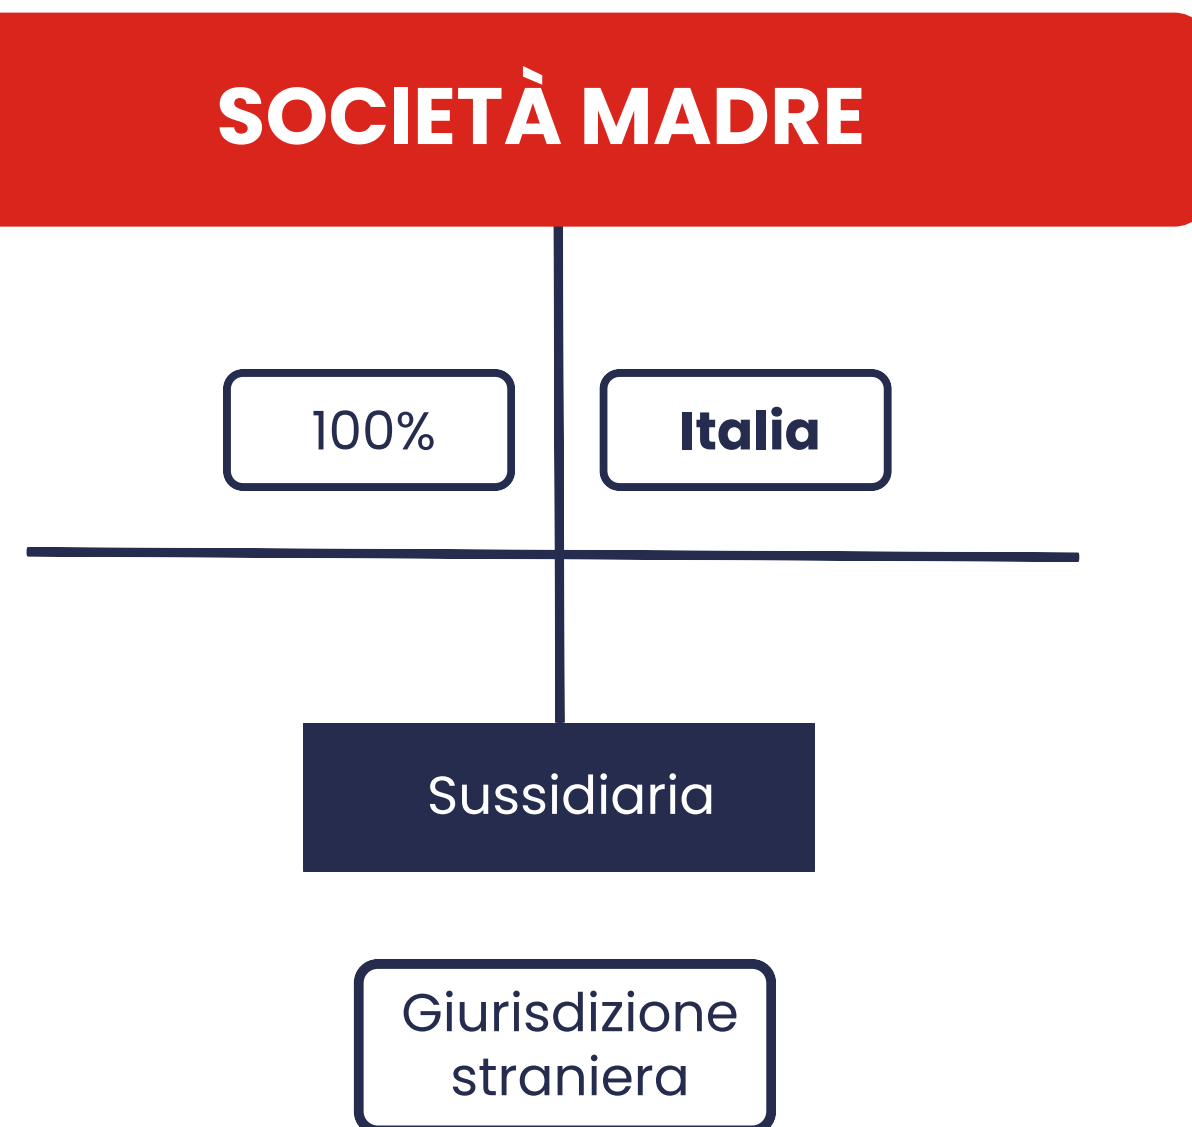 SOCIETÀ MADRE
100%
Italia
Sussidiaria
Giurisdizione
straniera